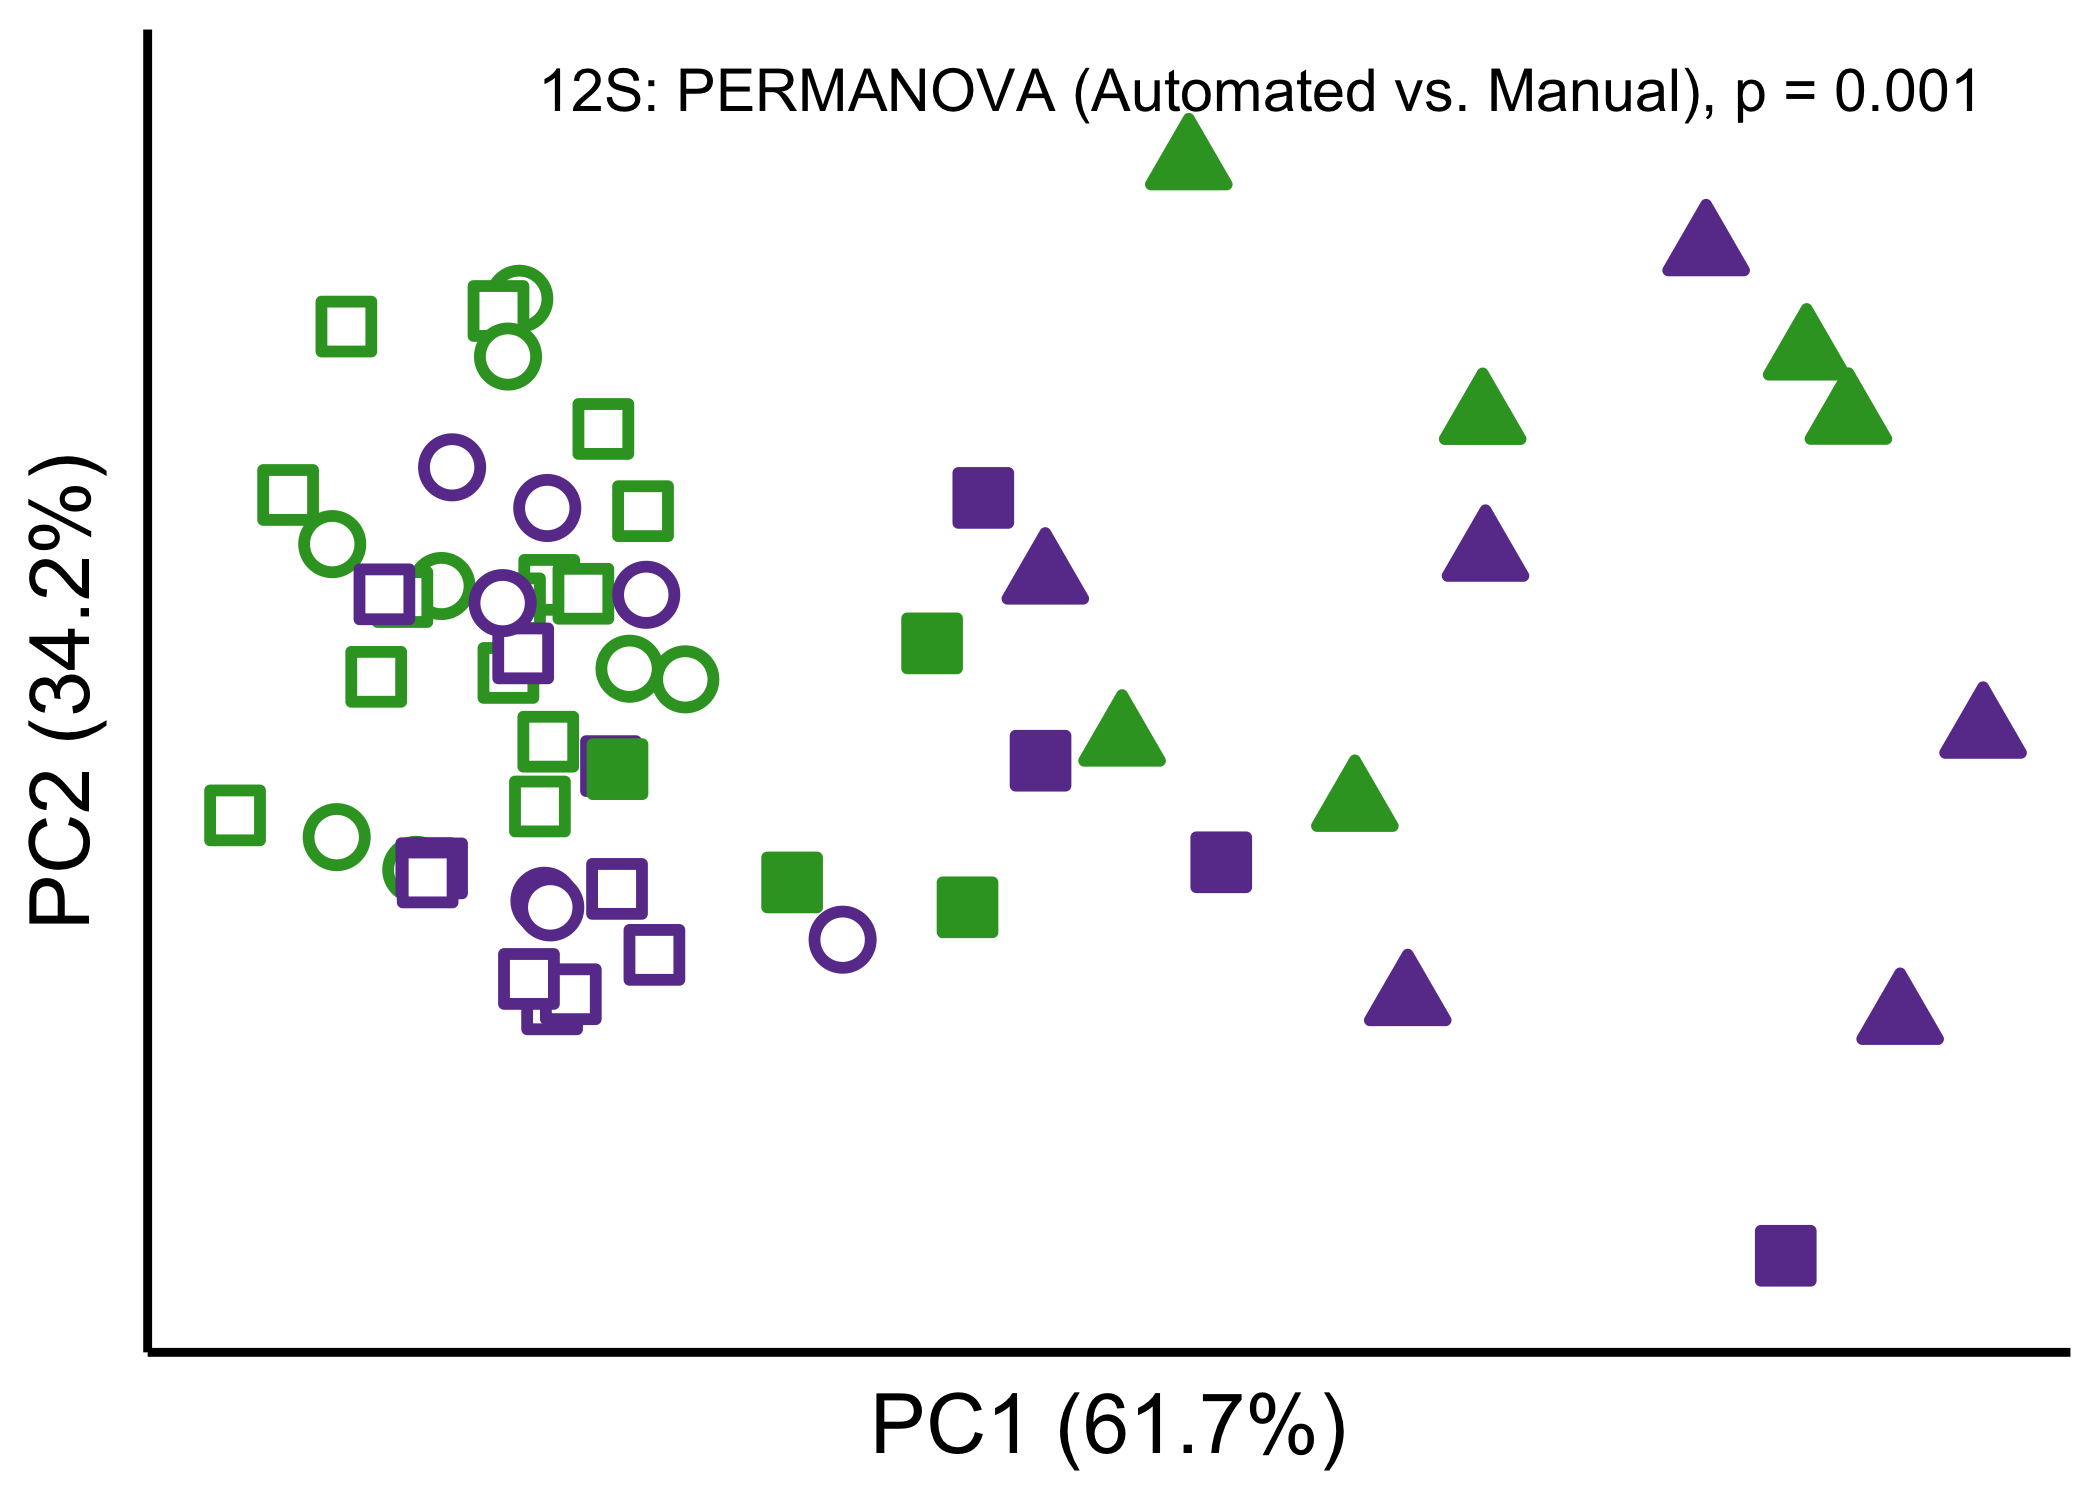 12S: PERMANOVA (Automated vs. Manual), p = 0.001
PC2 (34.2%)
PC1 (61.7%)